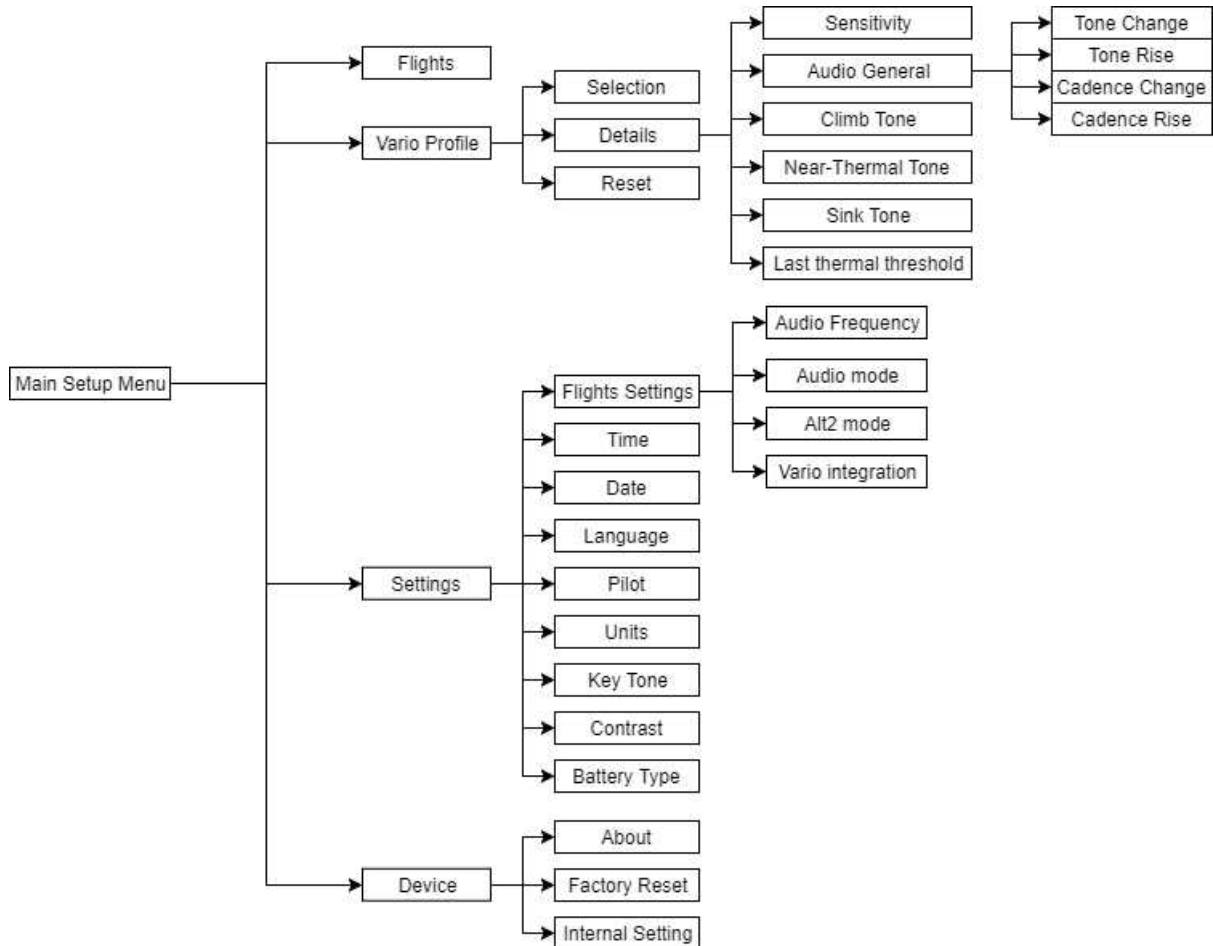 Main Setup Menu
Flights
Vario Profile
Selection
Details
Sensitivity
Audio General
Tone Change
Tone Rise
Cadence Change
Cadence Rise
Climb Tone
Near-Thermal Tone
Sink Tone
Last thermal threshold
Reset
Settings
Flights Settings
Audio Frequency
Audio mode
Alt2 mode
Vario integration
Time
Date
Language
Pilot
Units
Key Tone
Contrast
Battery Type
Device
About
Factory Reset
Internal Setting